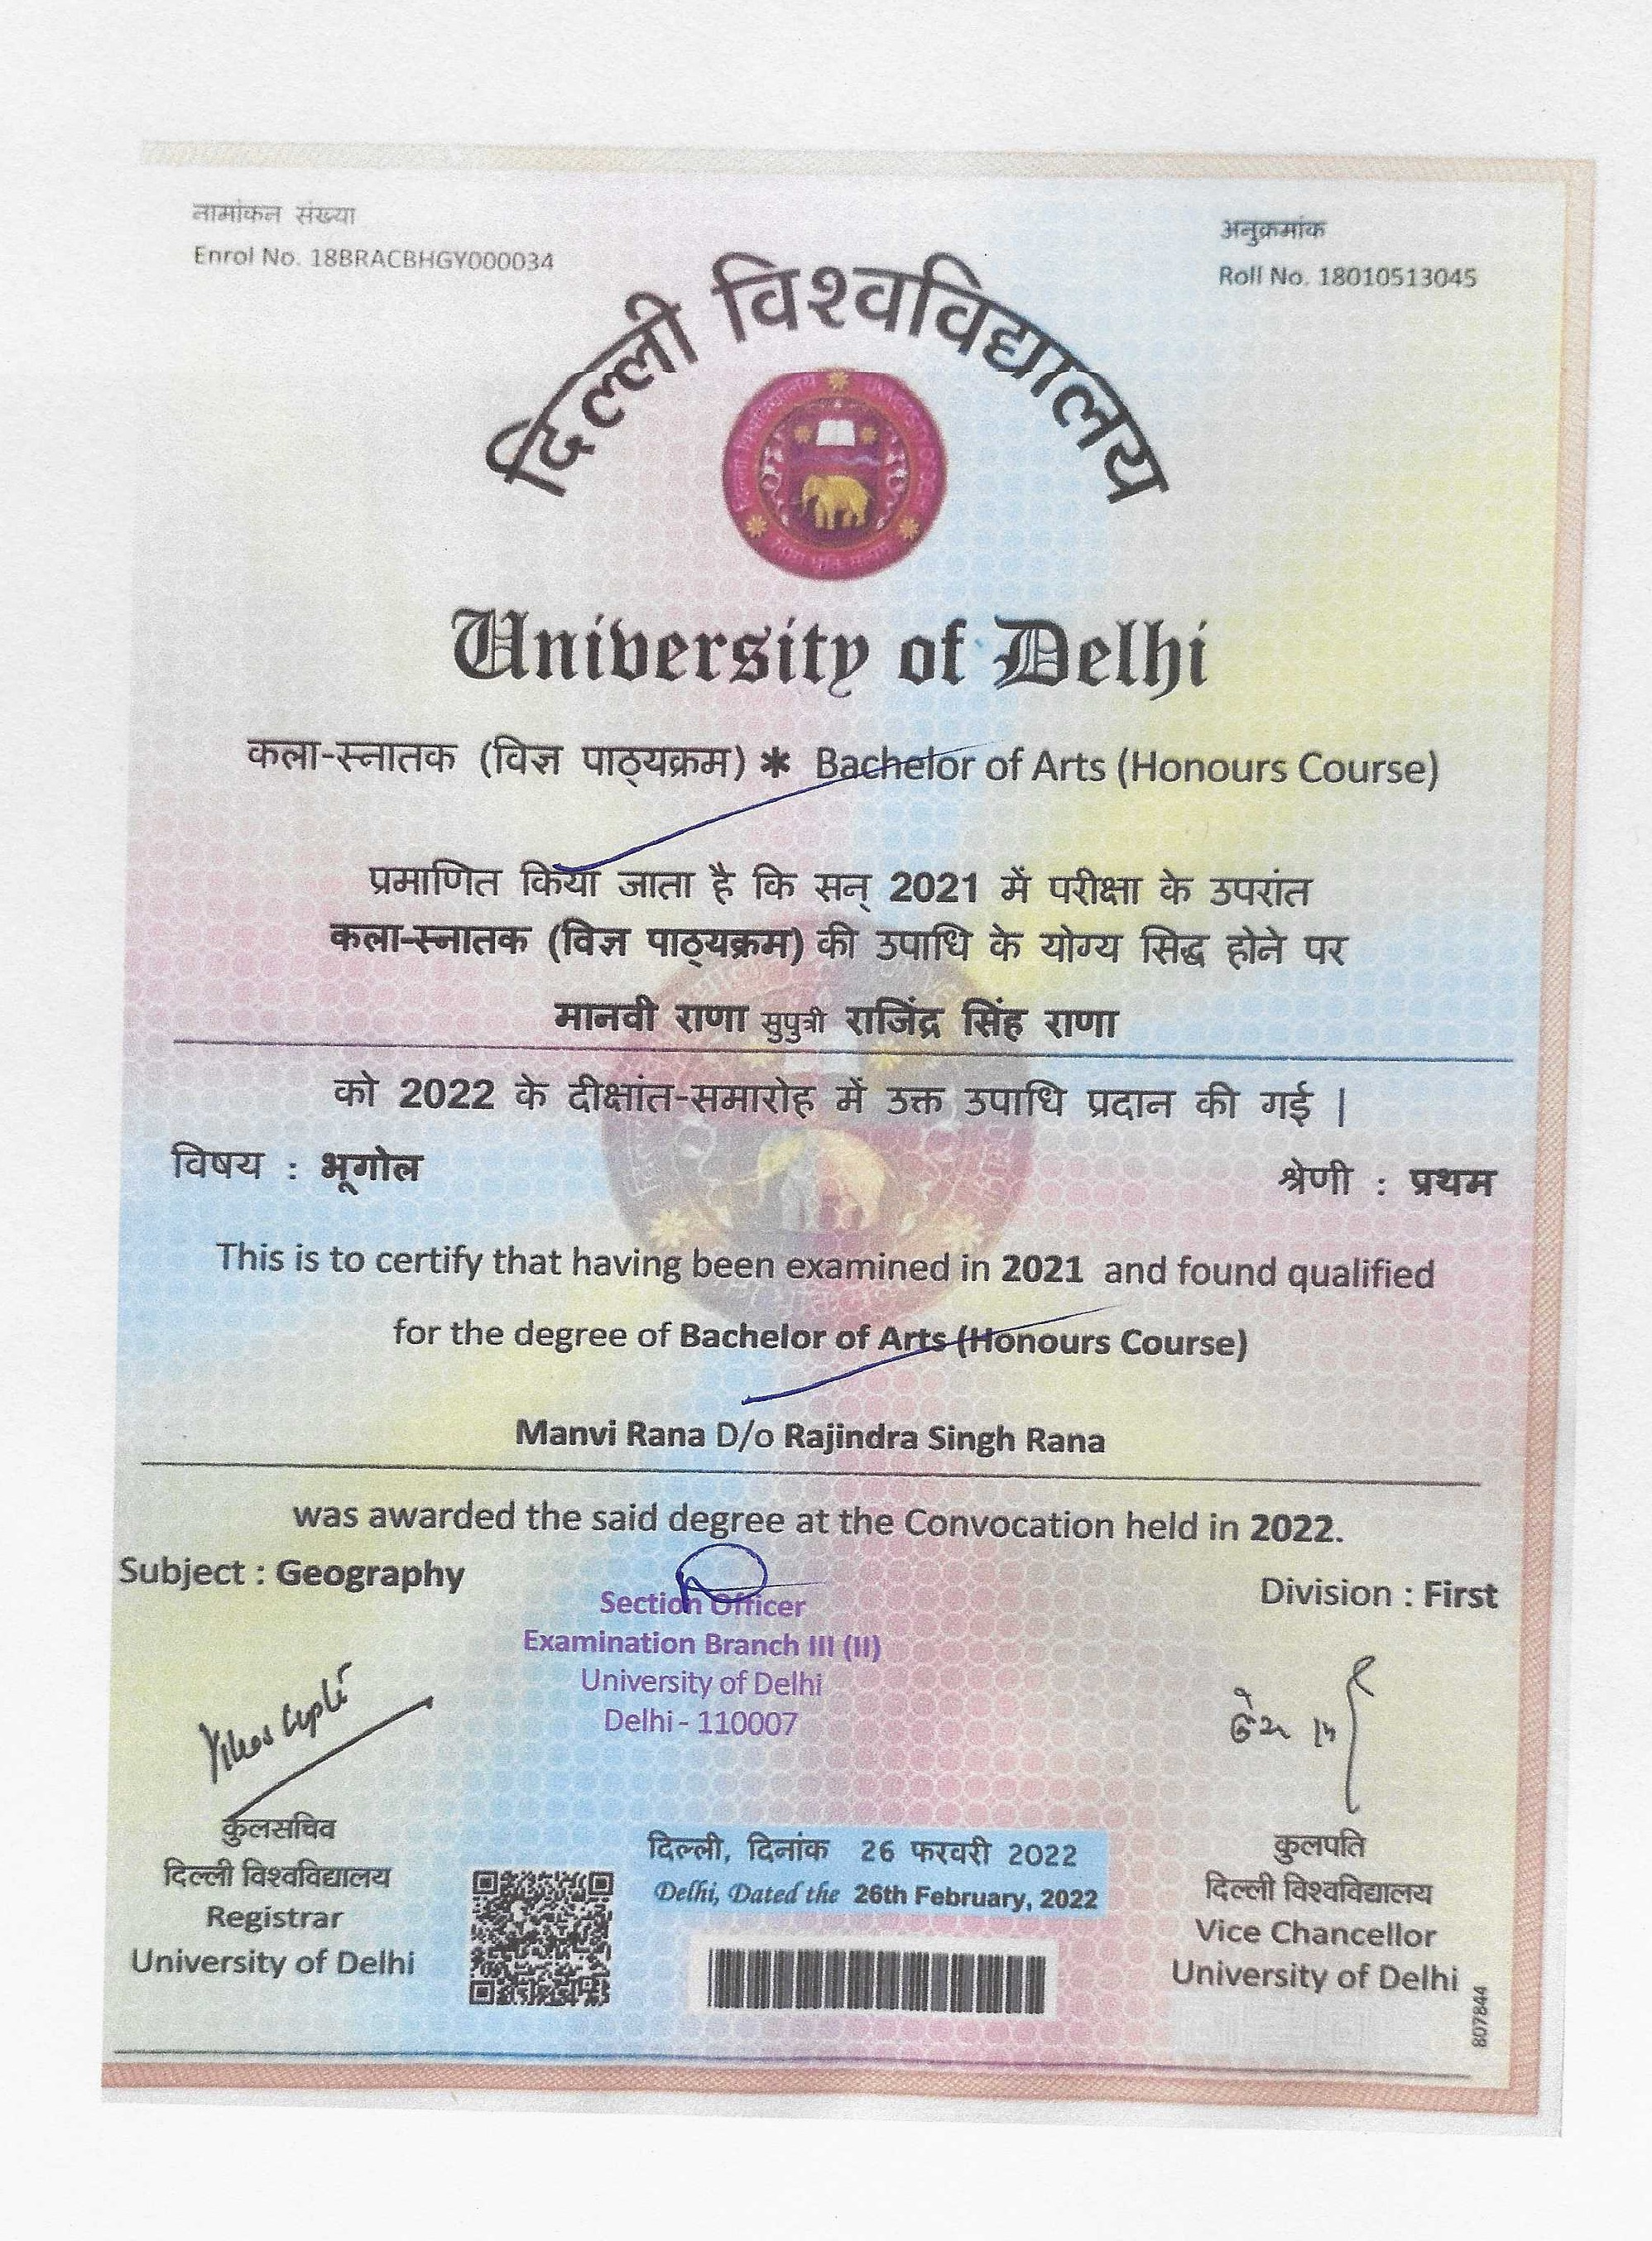 नामांकन संख्या
Enrol No. 18BRACBHGY000034
अनुक्रमांक
Roll No. 18010513045
दिल्ली विश्वविद्यालय
University of Delhi
कला-स्नातक (विज्ञ पाठ्यक्रम) * Bachelor of Arts (Honours Course)
प्रमाणित किया जाता है कि सन् 2021 में परीक्षा के उपरांत
कला-स्नातक (विज्ञ पाठ्यक्रम) की उपाधि के योग्य सिद्ध होने पर
मानवी राणा सुपुत्री राजिंद्र सिंह राणा
को 2022 के दीक्षांत-समारोह में उक्त उपाधि प्रदान की गई |
विषय : भूगोल
श्रेणी : प्रथम
This is to certify that having been examined in 2021 and found qualified
for the degree of Bachelor of Arts (Honours Course)
Manvi Rana D/o Rajindra Singh Rana
was awarded the said degree at the Convocation held in 2022.
Subject : Geography
Division : First
Section Officer
Examination Branch III (II)
University of Delhi
Delhi - 110007
कुलसचिव
दिल्ली विश्वविद्यालय
Registrar
University of Delhi
दिल्ली, दिनांक 26 फरवरी 2022
Delhi, Dated the 26th February, 2022
कुलपति
दिल्ली विश्वविद्यालय
Vice Chancellor
University of Delhi
807844